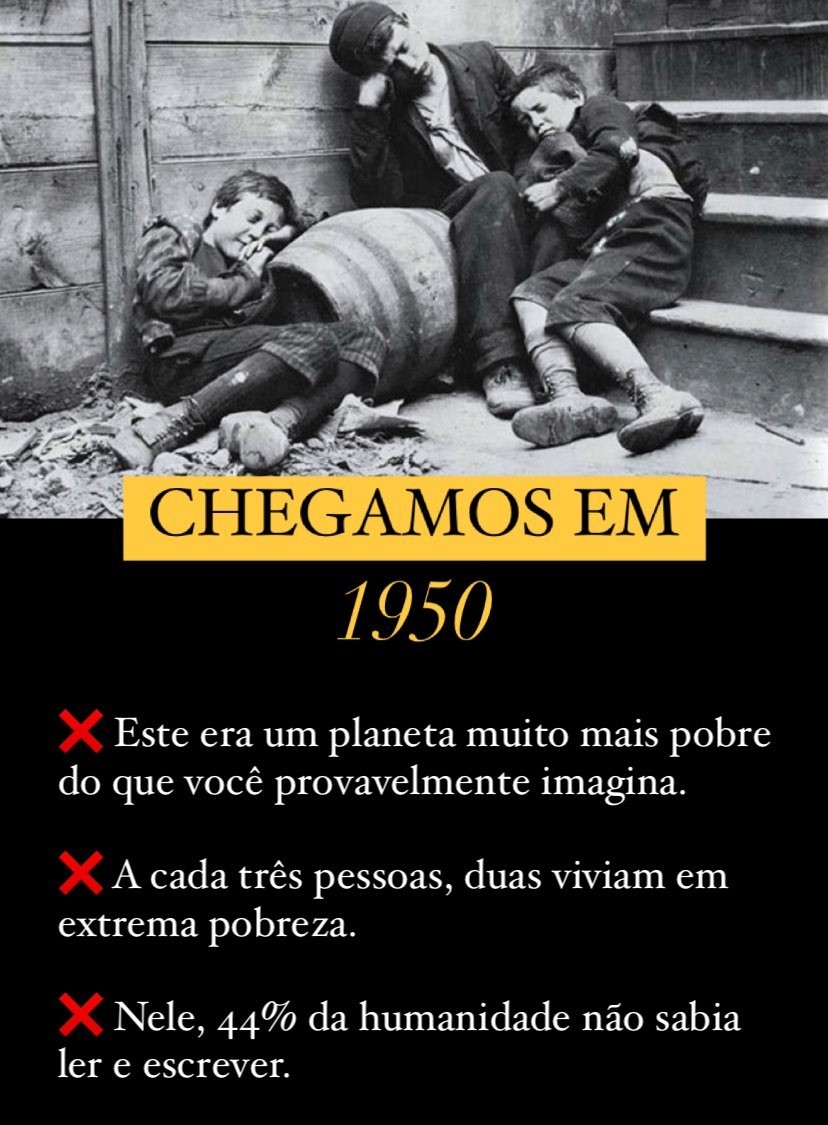 CHEGAMOS EM
1950
❌ Este era um planeta muito mais pobre
do que você provavelmente imagina.
❌ A cada três pessoas, duas viviam em
extrema pobreza.
❌ Nele, 44% da humanidade não sabia
ler e escrever.